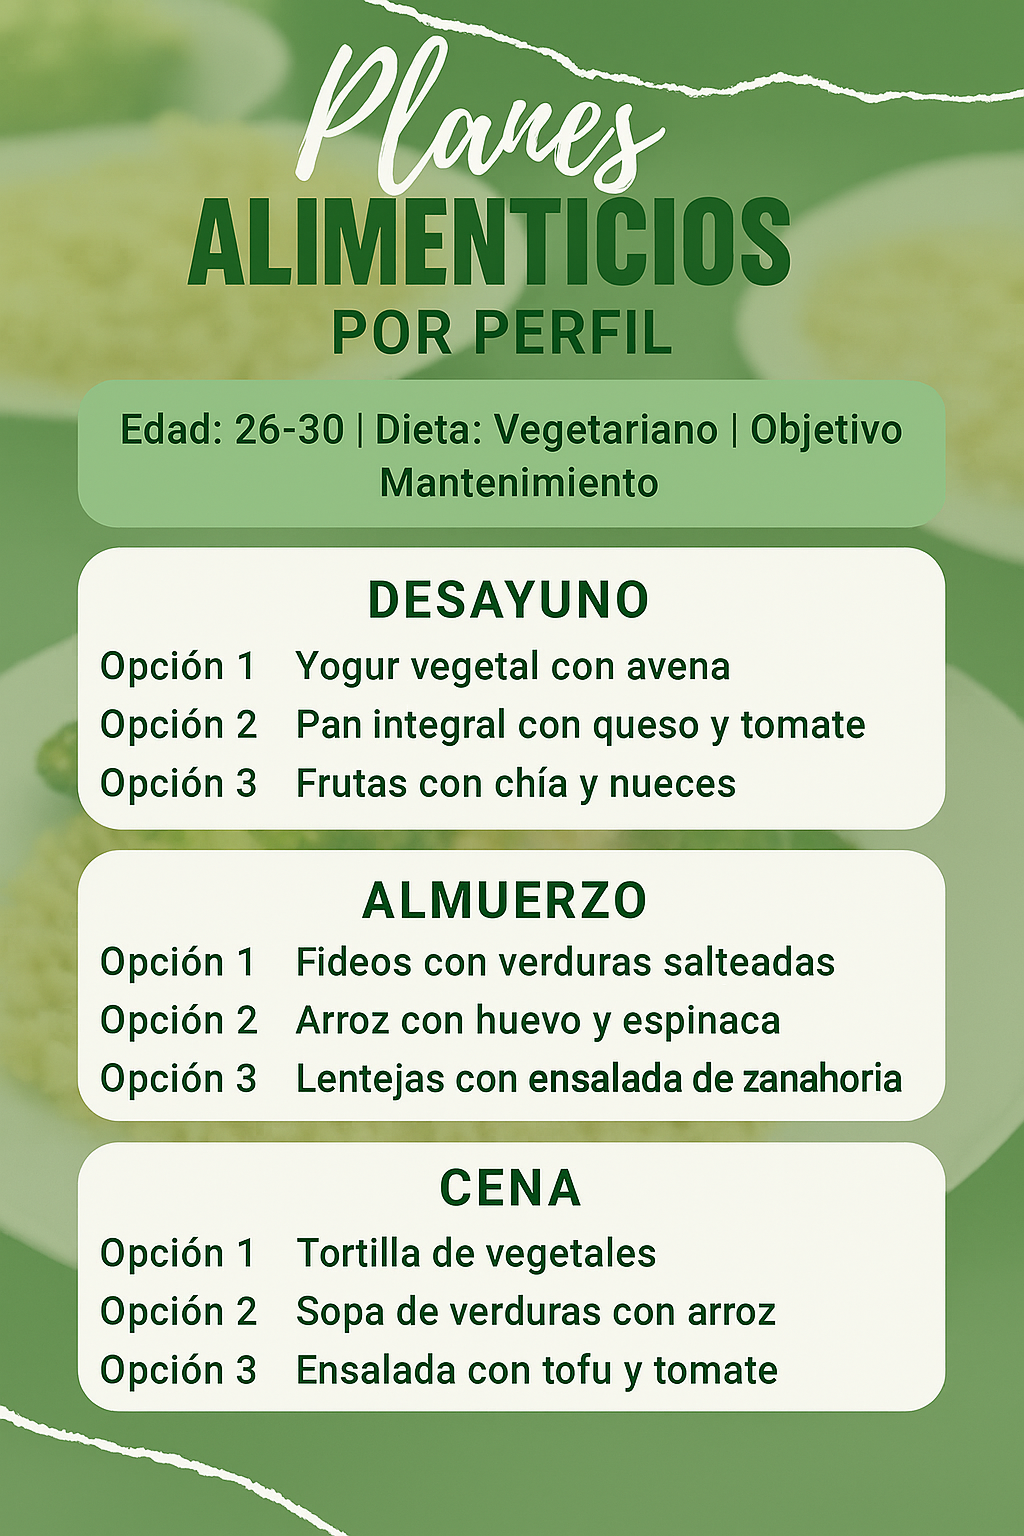 Planes
ALIMENTICIOS
POR PERFIL
Edad: 26-30 | Dieta: Vegetariano | Objetivo
Mantenimiento
DESAYUNO
Opción 1 Yogur vegetal con avena
Opción 2 Pan integral con queso y tomate
Opción 3 Frutas con chía y nueces
ALMUERZO
Opción 1 Fideos con verduras salteadas
Opción 2 Arroz con huevo y espinaca
Opción 3 Lentejas con ensalada de zanahoria
CENA
Opción 1 Tortilla de vegetales
Opción 2 Sopa de verduras con arroz
Opción 3 Ensalada con tofu y tomate